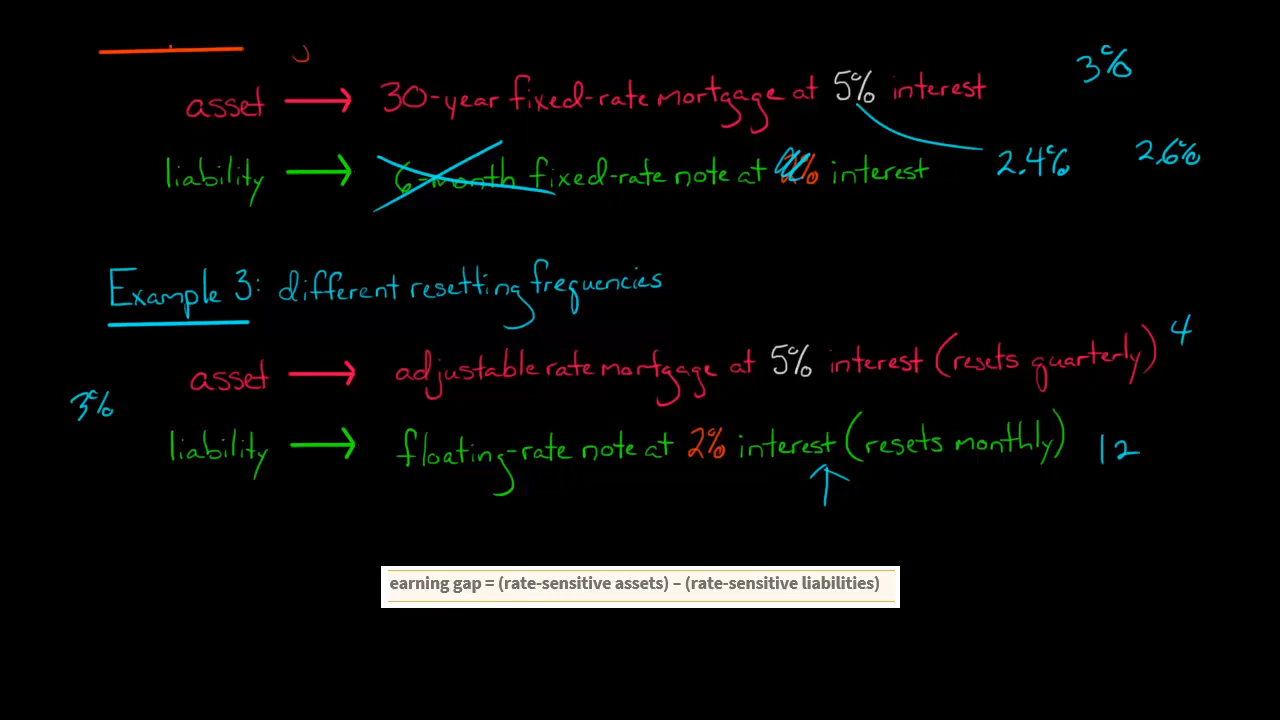 3%
asset → 30-year fixed-rate mortgage at 5% interest
2.4% 2.6%
liability → 6-month fixed-rate note at % interest
Example 3: different resetting frequencies
asset → adjustable rate mortgage at 5% interest (resets quarterly) 4
3%
liability → floating-rate note at 2% interest (resets monthly) 12
earning gap = (rate-sensitive assets) – (rate-sensitive liabilities)